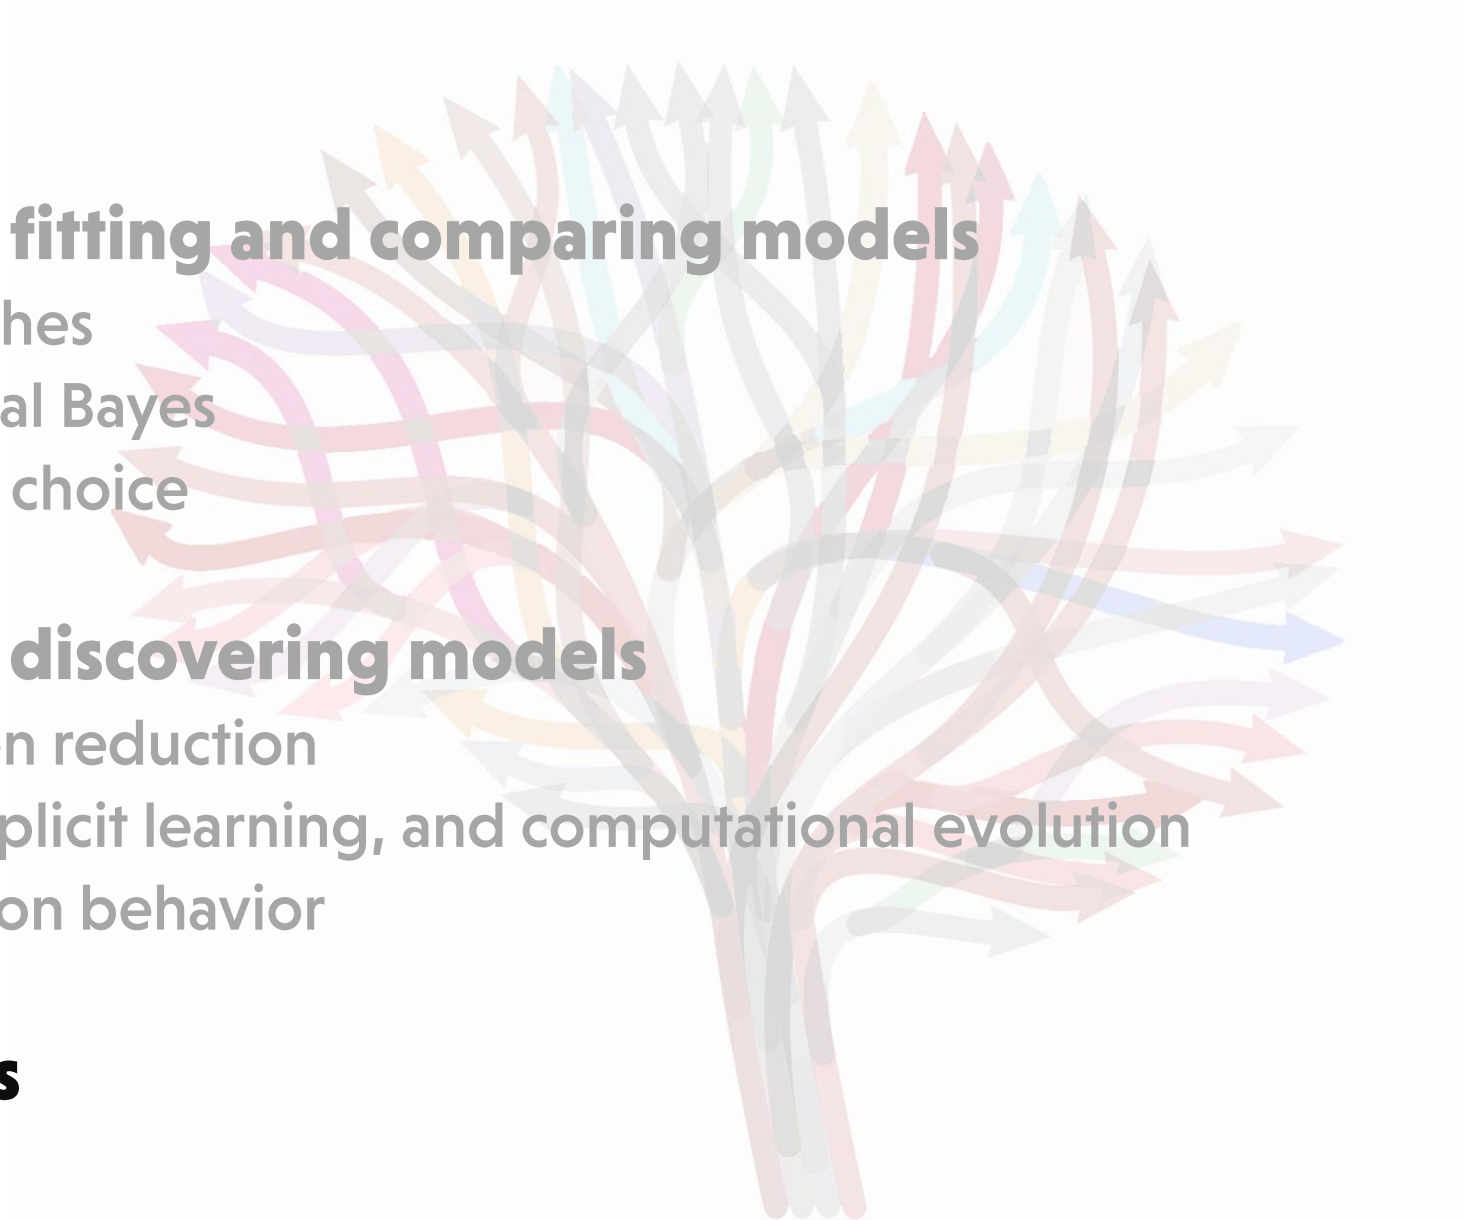 fitting and comparing models
hes
al Bayes
choice
discovering models
n reduction
plicit learning, and computational evolution
on behavior
s